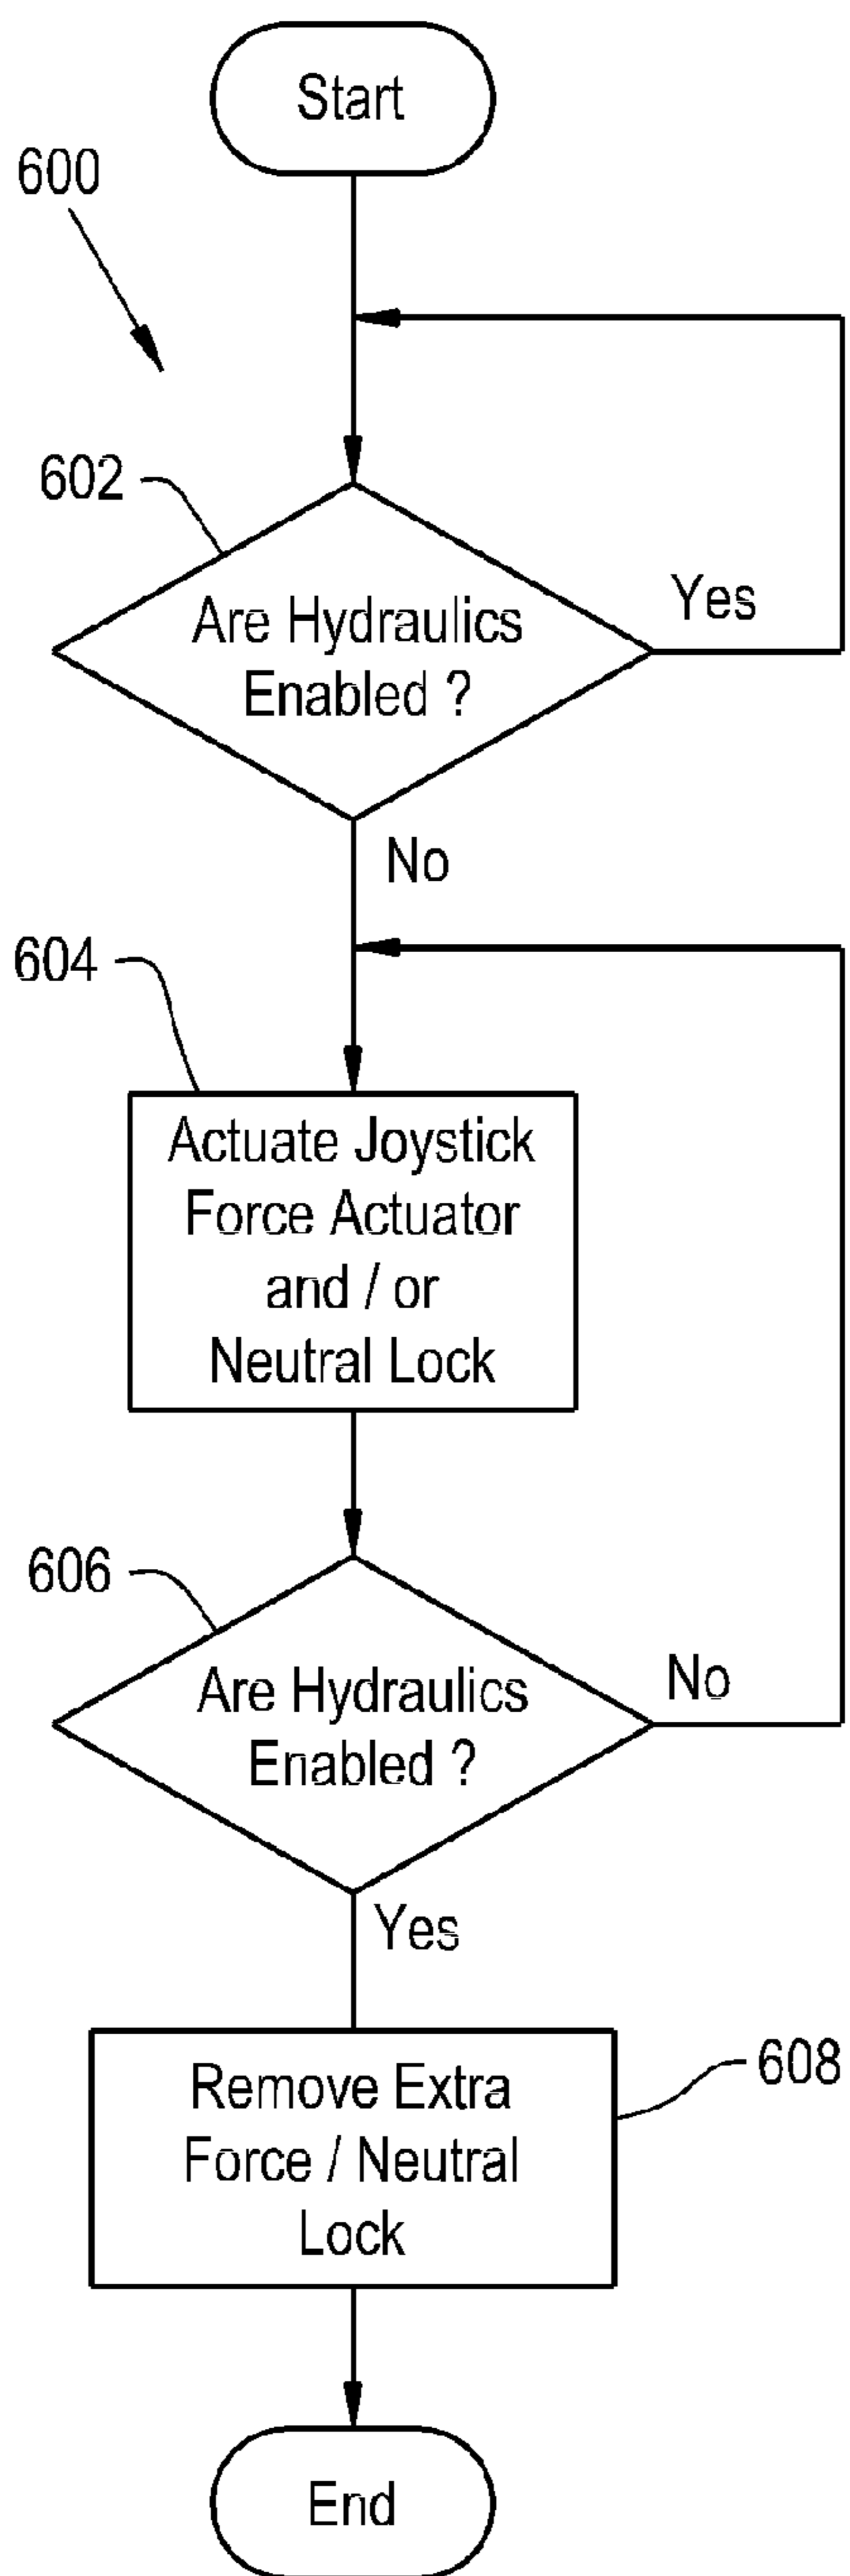 Start
600
602
Are Hydraulics
Enabled ?
Yes
No
604
Actuate Joystick
Force Actuator
and / or
Neutral Lock
606
Are Hydraulics
Enabled ?
No
Yes
608
Remove Extra
Force / Neutral
Lock
End